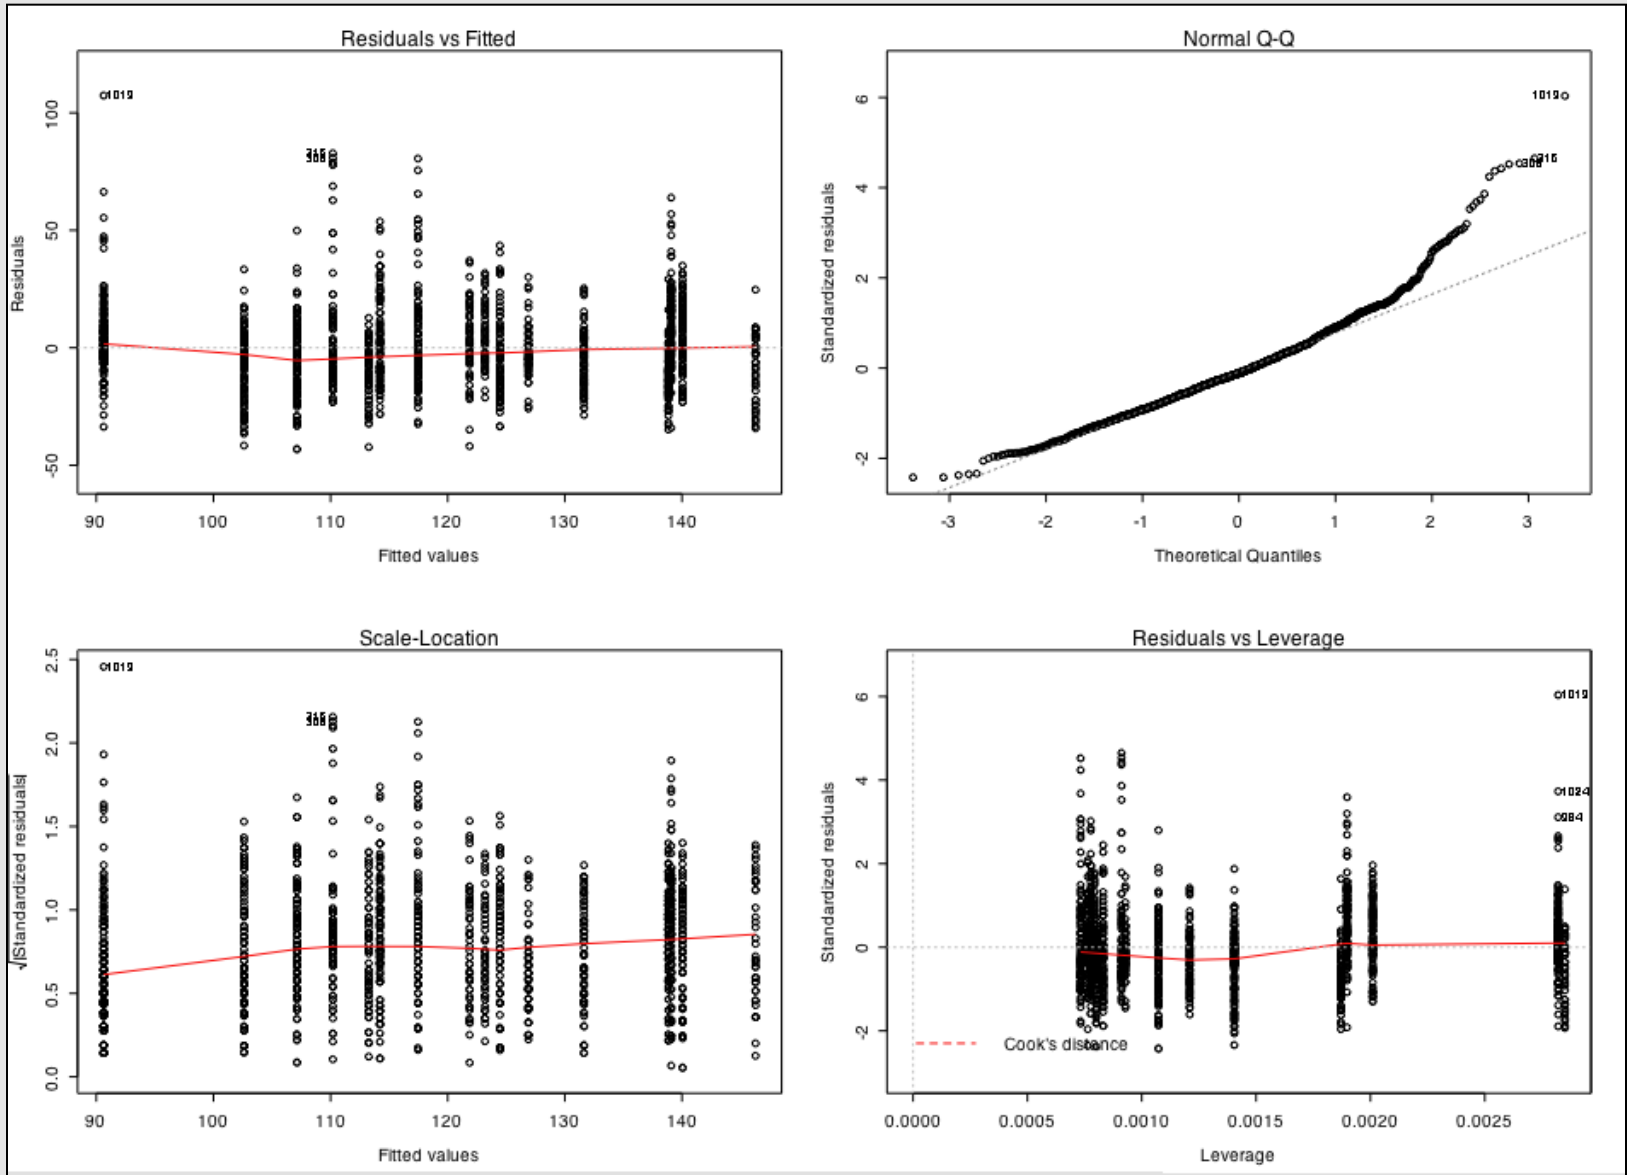 Residuals vs Fitted
Residuals
100
50
0
-50
1019
90 100 110 120 130 140
Fitted values
Normal Q-Q
Standardized residuals
6
4
2
0
-2
1019
-3 -2 -1 0 1 2 3
Theoretical Quantiles
Scale-Location
√|Standardized residuals|
2.5
2.0
1.5
1.0
0.5
0.0
1019
90 100 110 120 130 140
Fitted values
Residuals vs Leverage
Standardized residuals
6
4
2
0
-2
1019
1024
984
Cook's distance
0.0000 0.0005 0.0010 0.0015 0.0020 0.0025
Leverage